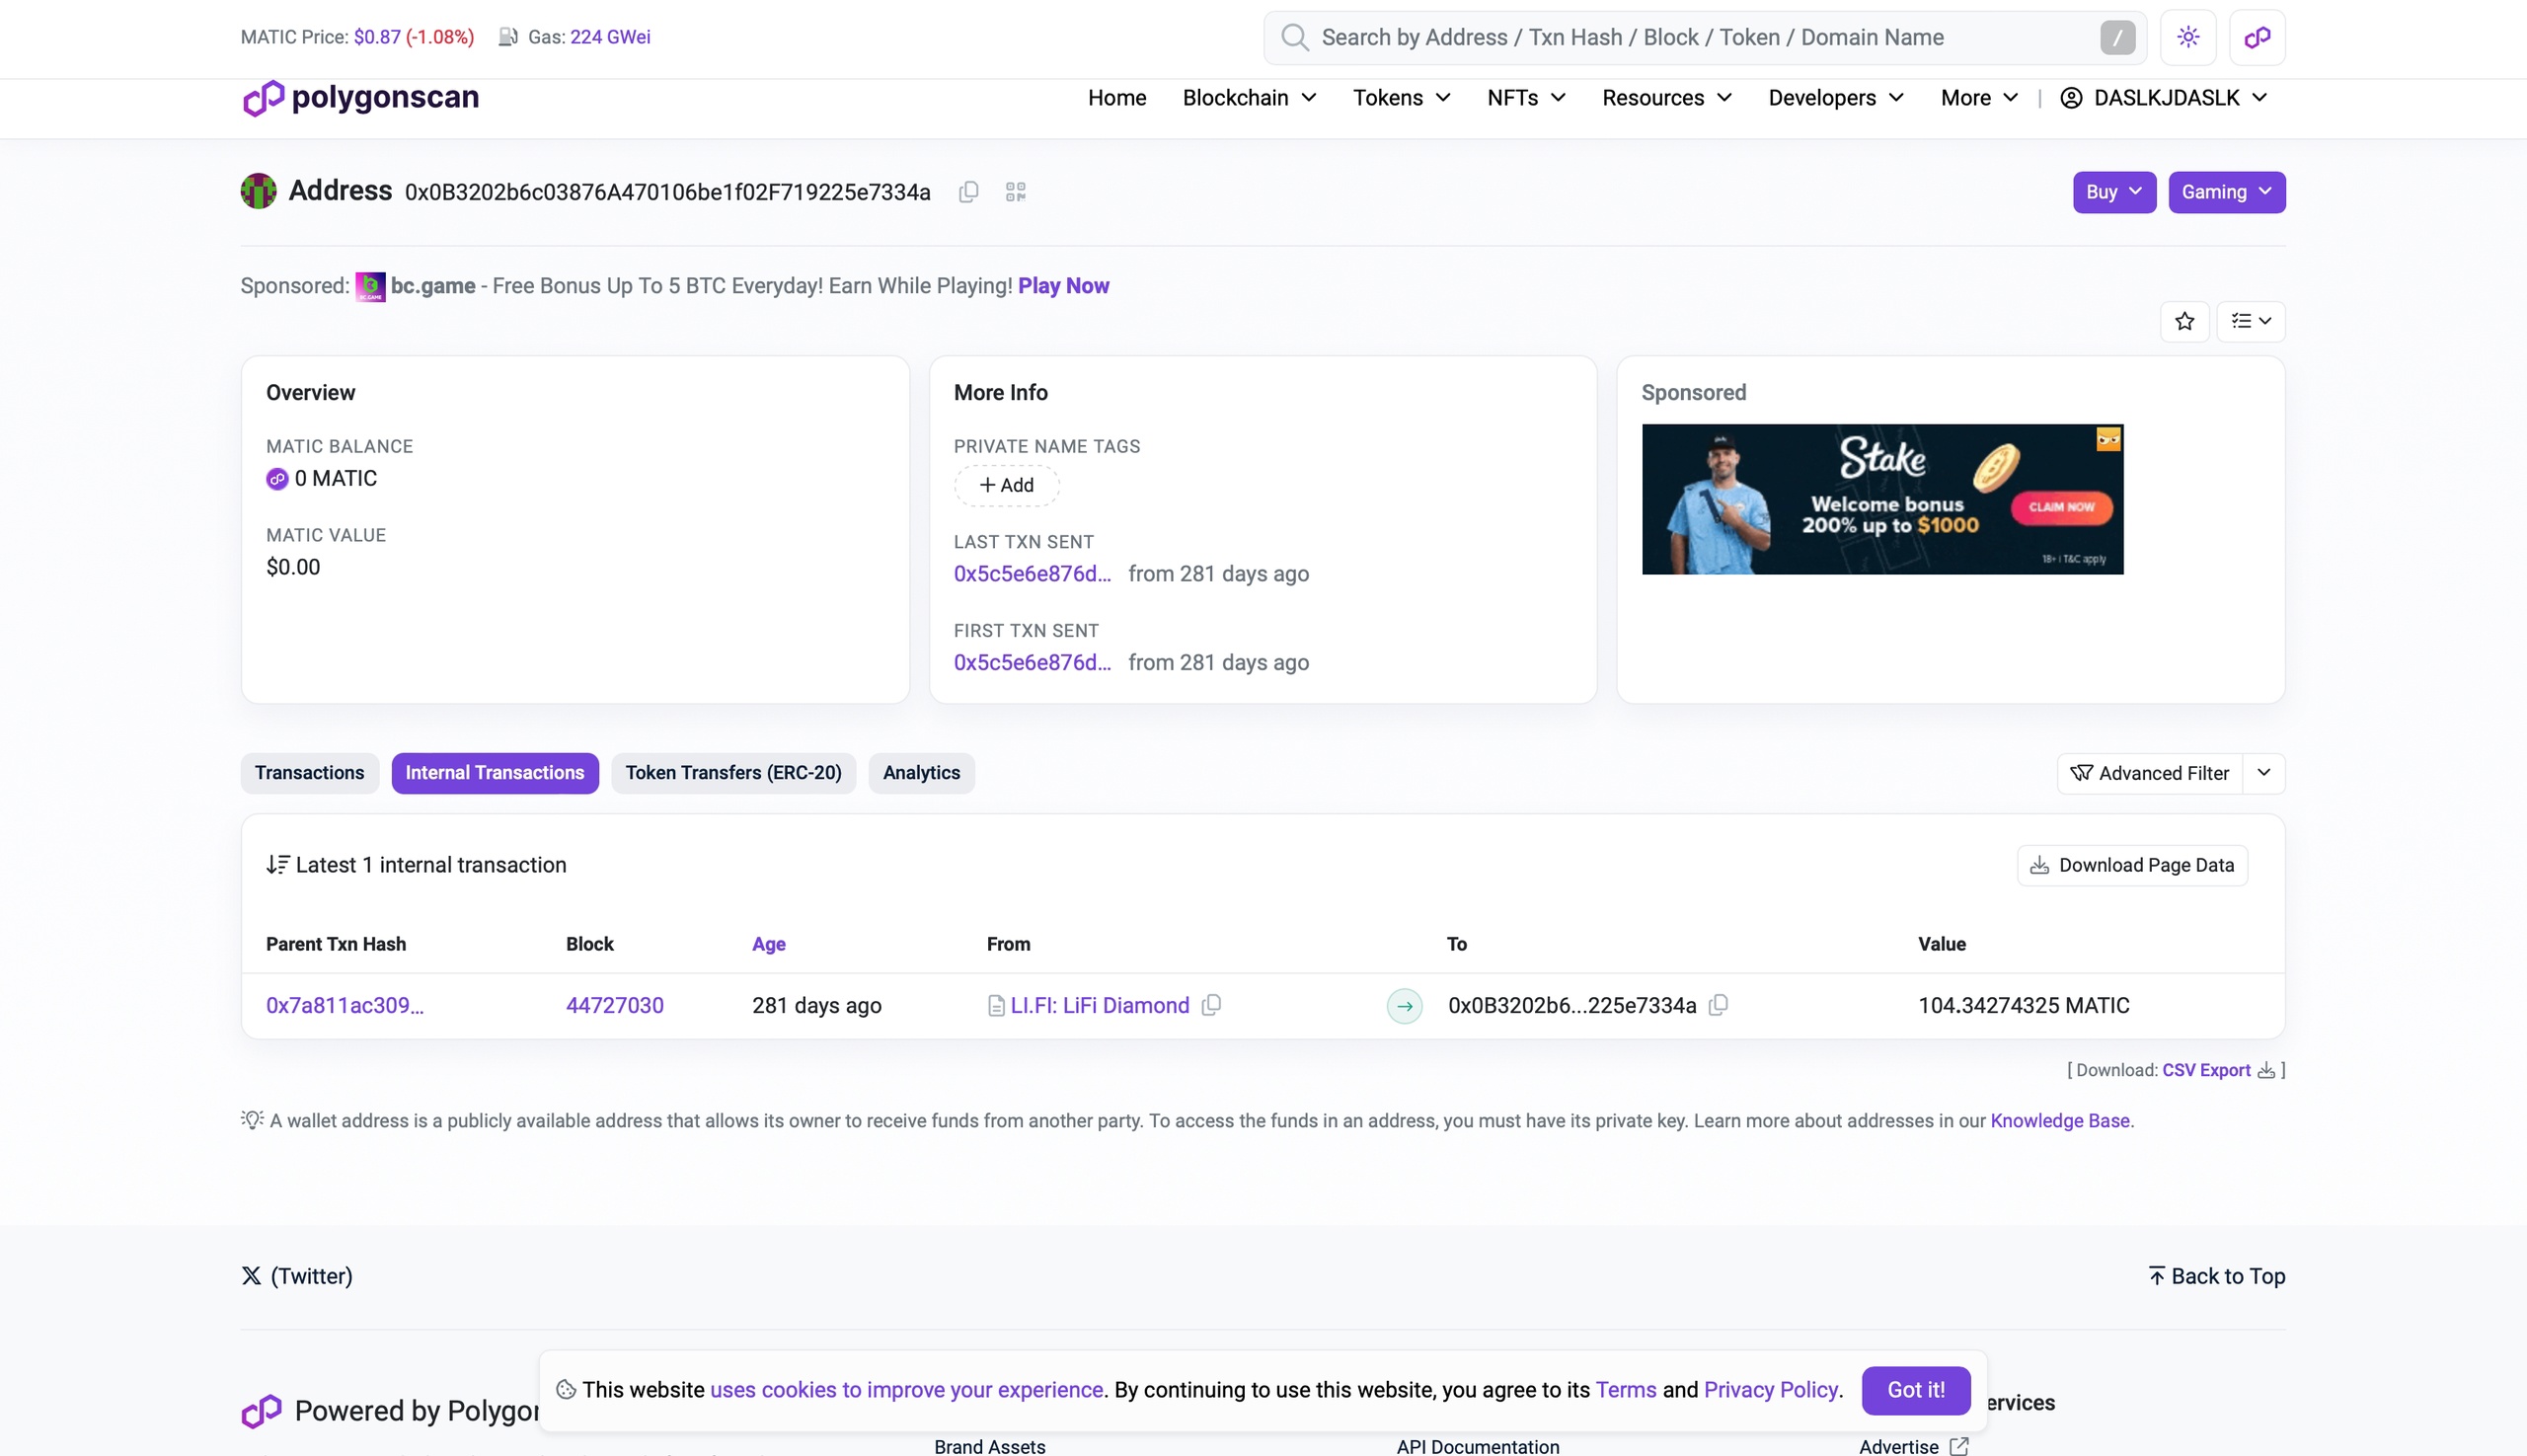 MATIC Price: $0.87 (-1.08%) Gas: 224 GWei
Search by Address / Txn Hash / Block / Token / Domain Name /
polygonscan
Home Blockchain Tokens NFTs Resources Developers More | DASLKJDASLK
Address 0x0B3202b6c03876A470106be1f02F719225e7334a
Buy Gaming
Sponsored: bc.game - Free Bonus Up To 5 BTC Everyday! Earn While Playing! Play Now
Overview
MATIC BALANCE
0 MATIC
MATIC VALUE
$0.00
More Info
PRIVATE NAME TAGS
+ Add
LAST TXN SENT
0x5c5e6e876d... from 281 days ago
FIRST TXN SENT
0x5c5e6e876d... from 281 days ago
Sponsored
Stake
Welcome bonus
200% up to $1000
CLAIM NOW
18+ | T&C apply
Transactions Internal Transactions Token Transfers (ERC-20) Analytics
Advanced Filter
Latest 1 internal transaction
Download Page Data
Parent Txn Hash Block Age From To Value
0x7a811ac309... 44727030 281 days ago LI.FI: LiFi Diamond 0x0B3202b6...225e7334a 104.34274325 MATIC
[ Download: CSV Export ]
A wallet address is a publicly available address that allows its owner to receive funds from another party. To access the funds in an address, you must have its private key. Learn more about addresses in our Knowledge Base.
X (Twitter)
Back to Top
This website uses cookies to improve your experience. By continuing to use this website, you agree to its Terms and Privacy Policy. Got it!
Powered by Polygon
Brand Assets
API Documentation
Advertise